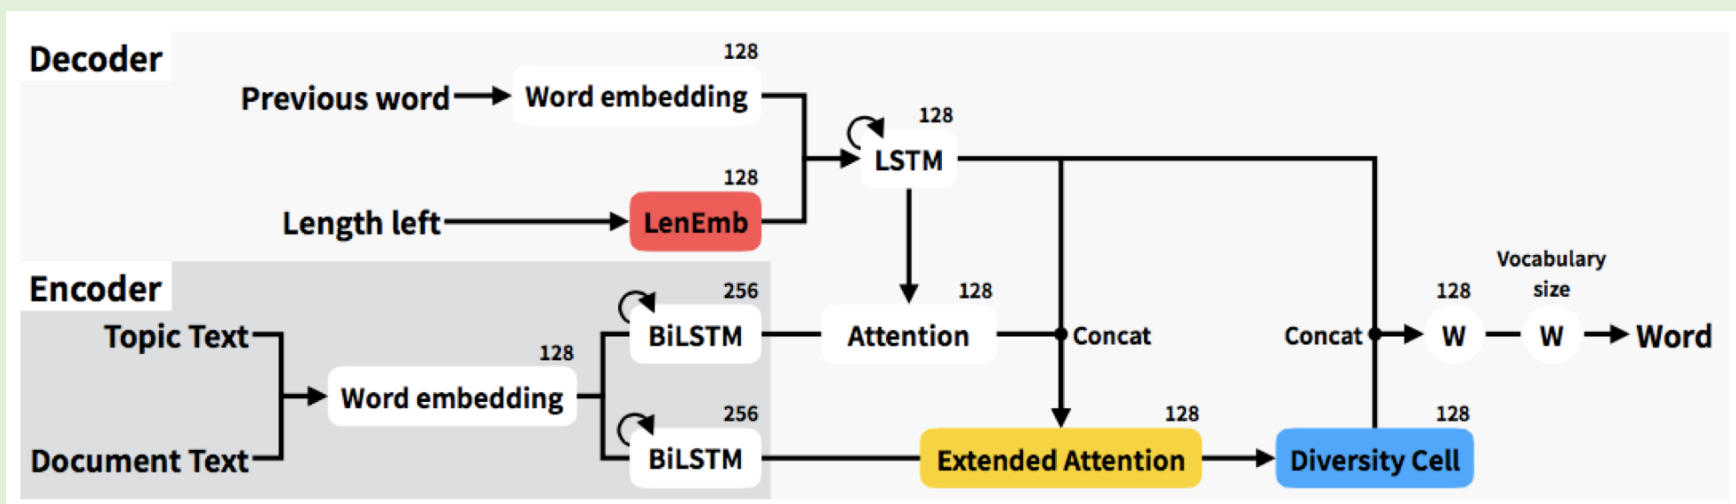 Decoder
128
Previous word
Word embedding
128
LSTM
128
Length left
LenEmb
Encoder
Topic Text
Document Text
128
Word embedding
256
BiLSTM
256
BiLSTM
128
Attention
Concat
128
Extended Attention
128
Diversity Cell
Concat
128
W
Vocabulary
size
W
Word